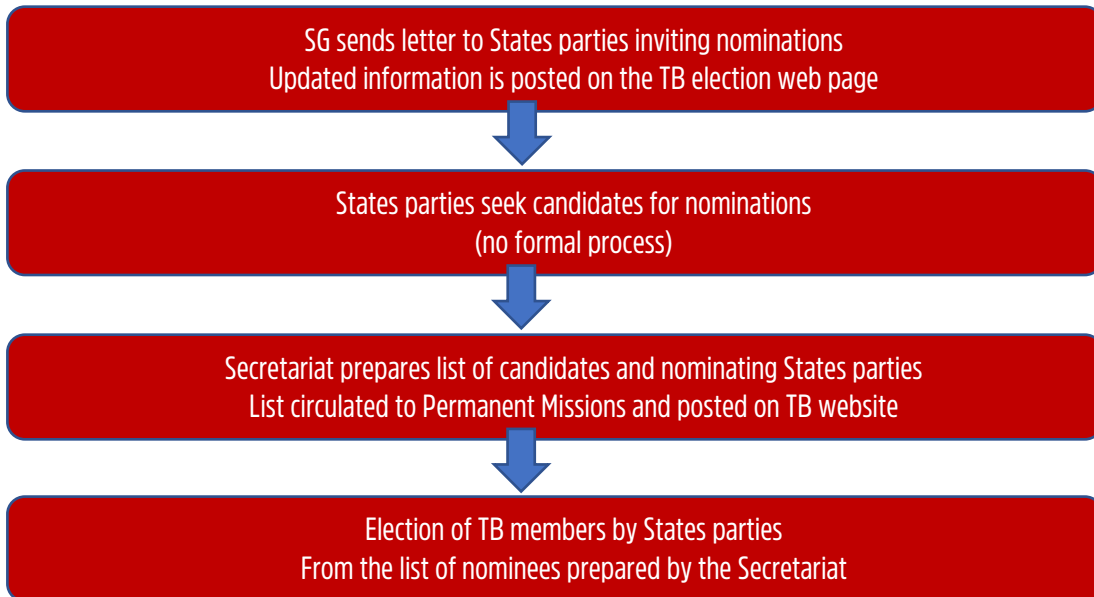 SG sends letter to States parties inviting nominations
Updated information is posted on the TB election web page
States parties seek candidates for nominations
(no formal process)
Secretariat prepares list of candidates and nominating States parties
List circulated to Permanent Missions and posted on TB website
Election of TB members by States parties
From the list of nominees prepared by the Secretariat